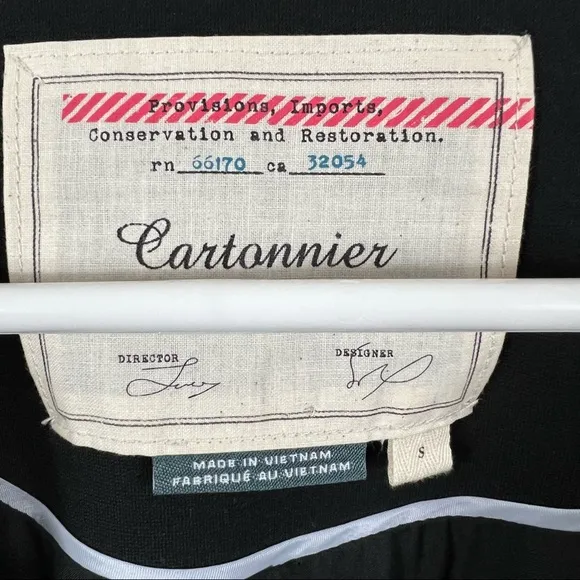 Provisions, Imports,
Conservation and Restoration.
rn 66170 ca 32054
Cartonnier
DIRECTOR DESIGNER
MADE IN VIETNAM
FABRIQUÉ AU VIETNAM
S